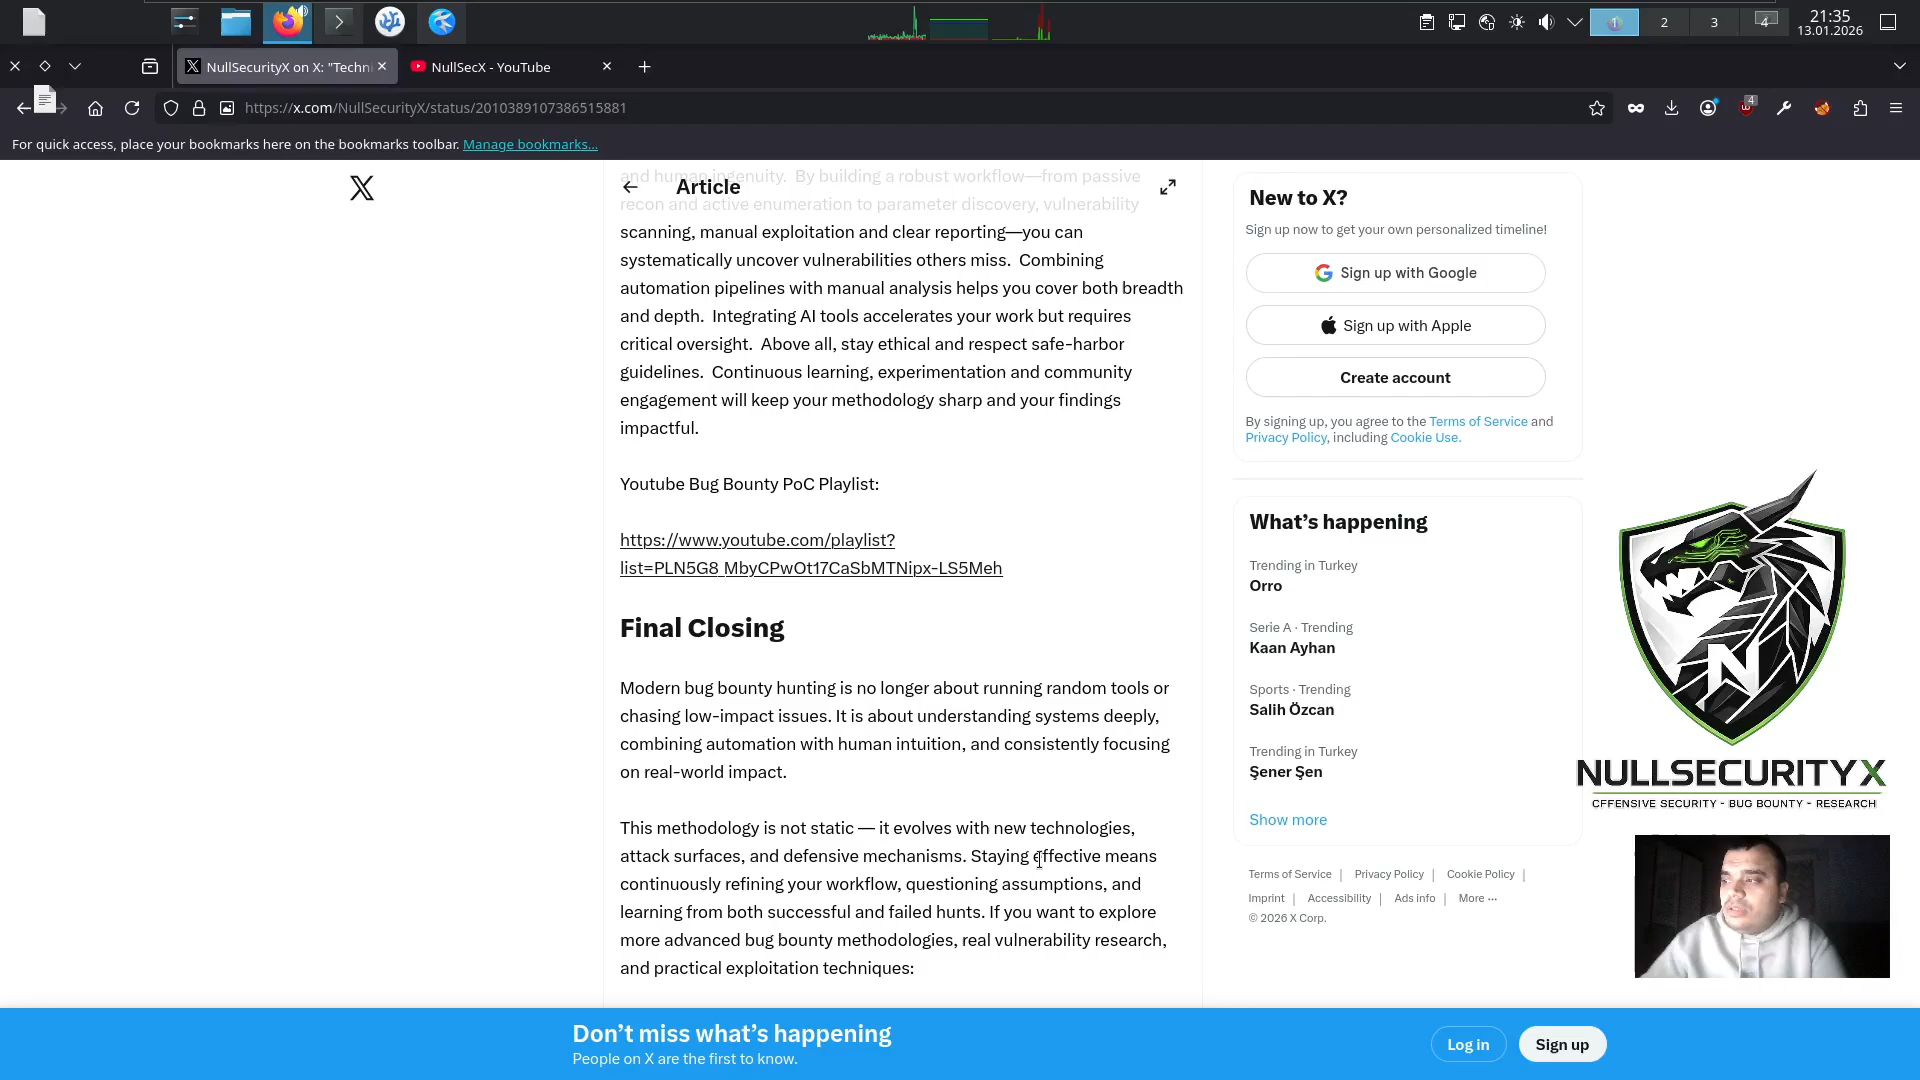 21:35
13.01.2026
1
2
3
4
NullSecurityX on X: "Techni
NullSecX - YouTube
https://x.com/NullSecurityX/status/2010389107386515881
4
For quick access, place your bookmarks here on the bookmarks toolbar. Manage bookmarks...
Article
and human ingenuity.  By building a robust workflow—from passive
recon and active enumeration to parameter discovery, vulnerability
scanning, manual exploitation and clear reporting—you can
systematically uncover vulnerabilities others miss.  Combining
automation pipelines with manual analysis helps you cover both breadth
and depth.  Integrating AI tools accelerates your work but requires
critical oversight.  Above all, stay ethical and respect safe-harbor
guidelines.  Continuous learning, experimentation and community
engagement will keep your methodology sharp and your findings
impactful.
Youtube Bug Bounty PoC Playlist:
https://www.youtube.com/playlist?
list=PLN5G8_MbyCPwOt17CaSbMTNipx-LS5Meh
Final Closing
Modern bug bounty hunting is no longer about running random tools or
chasing low-impact issues. It is about understanding systems deeply,
combining automation with human intuition, and consistently focusing
on real-world impact.
This methodology is not static — it evolves with new technologies,
attack surfaces, and defensive mechanisms. Staying effective means
continuously refining your workflow, questioning assumptions, and
learning from both successful and failed hunts. If you want to explore
more advanced bug bounty methodologies, real vulnerability research,
and practical exploitation techniques:
New to X?
Sign up now to get your own personalized timeline!
Sign up with Google
Sign up with Apple
Create account
By signing up, you agree to the Terms of Service and
Privacy Policy, including Cookie Use.
What's happening
Trending in Turkey
Orro
Serie A · Trending
Kaan Ayhan
Sports · Trending
Salih Özcan
Trending in Turkey
Şener Şen
Show more
Terms of Service | Privacy Policy | Cookie Policy |
Imprint | Accessibility | Ads info | More ···
© 2026 X Corp.
N
NULLSECURITYX
OFFENSIVE SECURITY - BUG BOUNTY - RESEARCH
Don't miss what's happening
People on X are the first to know.
Log in
Sign up